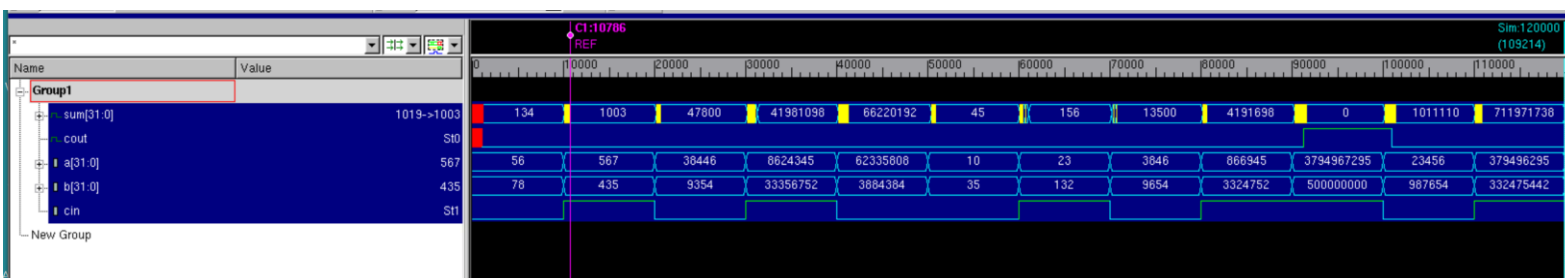 C1:10786
Sim:120000
REF
(109214)
*
Name Value
0 10000 20000 30000 40000 50000 60000 70000 80000 90000 100000 110000
Group1
sum[31:0] 1019->1003 134 1003 47800 41981098 66220192 45 156 13500 4191698 0 1011110 711971738
cout St0
a[31:0] 567 56 567 38446 8624345 62335808 10 23 3846 866945 3794967295 23456 379496295
b[31:0] 435 78 435 9354 33356752 3884384 35 132 9654 3324752 500000000 987654 332475442
cin St1
New Group